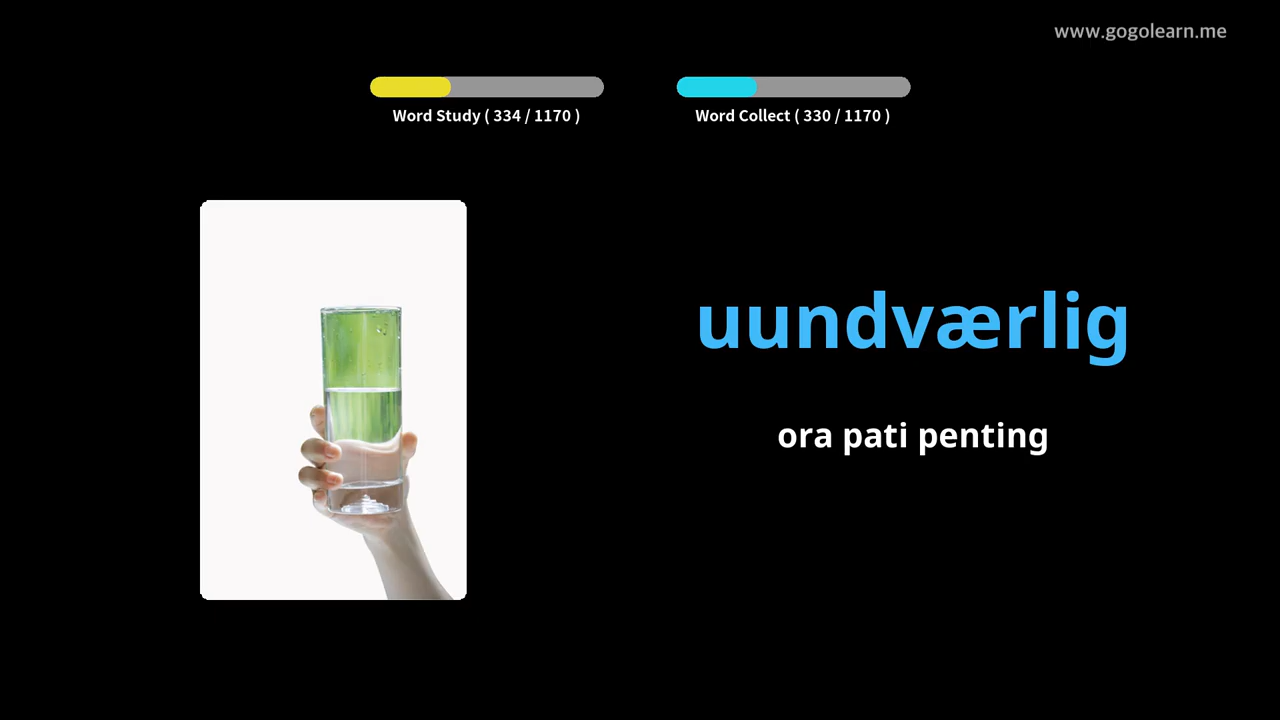 www.gogolearn.me
Word Study ( 334 / 1170 )
Word Collect ( 330 / 1170 )
uundværlig
ora pati penting